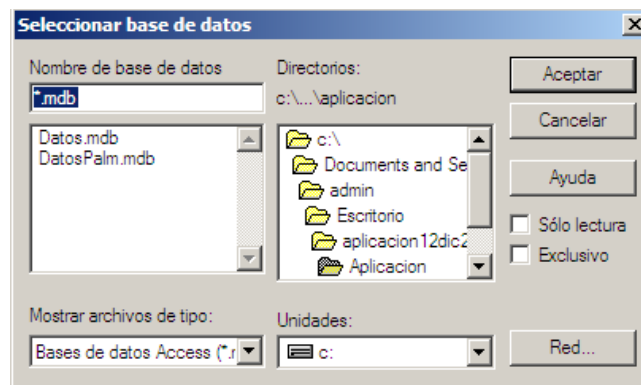 Seleccionar base de datos
Nombre de base de datos
*.mdb
Datos.mdb
DatosPalm.mdb
Mostrar archivos de tipo:
Bases de datos Access (*.r
Directorios:
c:\...\aplicacion
c:\
Documents and Se
admin
Escritorio
aplicacion12dic2
Aplicacion
Unidades:
c:
Aceptar
Cancelar
Ayuda
Sólo lectura
Exclusivo
Red...